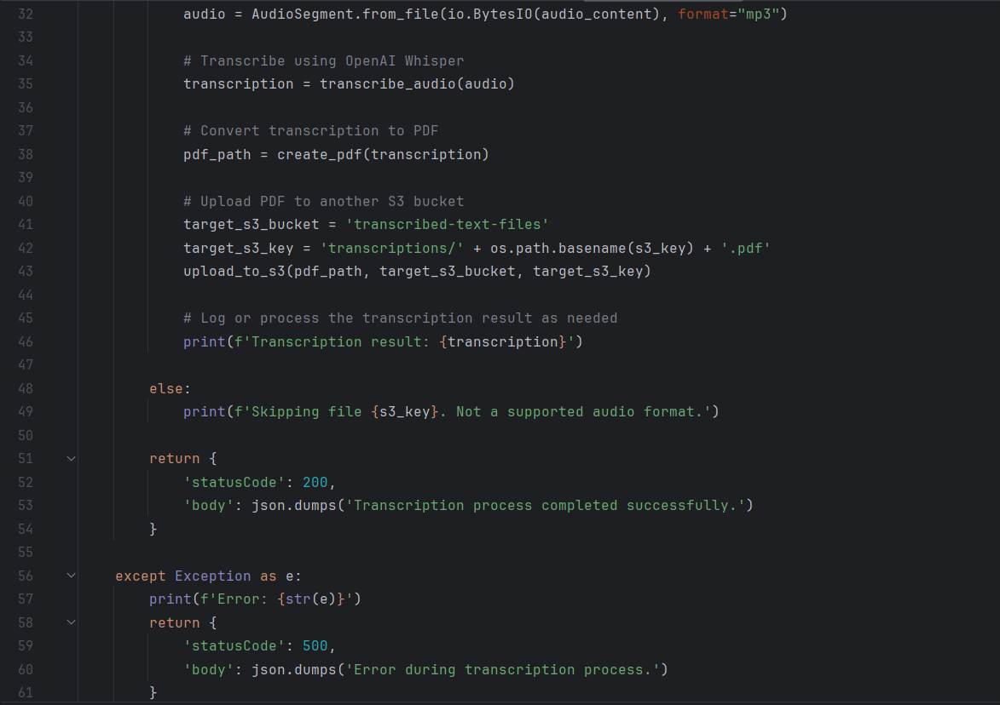 32 audio = AudioSegment.from_file(io.BytesIO(audio_content), format="mp3")
33
34 # Transcribe using OpenAI Whisper
35 transcription = transcribe_audio(audio)
36
37 # Convert transcription to PDF
38 pdf_path = create_pdf(transcription)
39
40 # Upload PDF to another S3 bucket
41 target_s3_bucket = 'transcribed-text-files'
42 target_s3_key = 'transcriptions/' + os.path.basename(s3_key) + '.pdf'
43 upload_to_s3(pdf_path, target_s3_bucket, target_s3_key)
44
45 # Log or process the transcription result as needed
46 print(f'Transcription result: {transcription}')
47
48 else:
49 print(f'Skipping file {s3_key}. Not a supported audio format.')
50
51 return {
52 'statusCode': 200,
53 'body': json.dumps('Transcription process completed successfully.')
54 }
55
56 except Exception as e:
57 print(f'Error: {str(e)}')
58 return {
59 'statusCode': 500,
60 'body': json.dumps('Error during transcription process.')
61 }